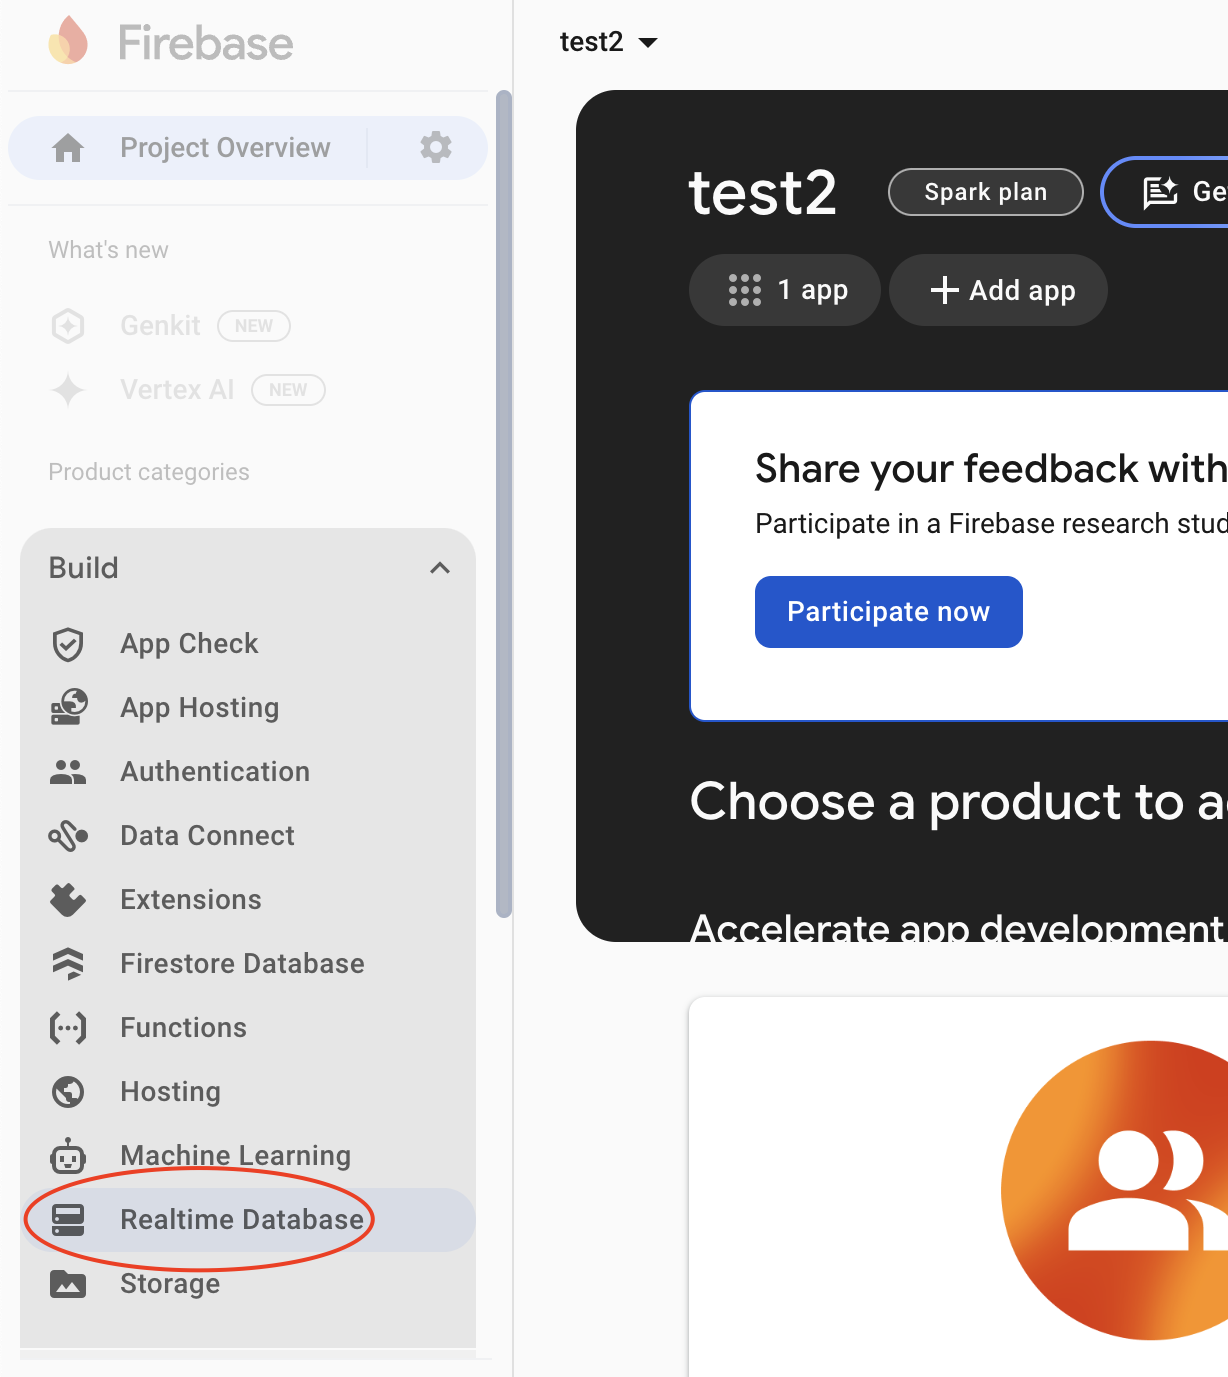 Firebase
Project Overview
What's new
Genkit NEW
Vertex AI NEW
Product categories
Build
App Check
App Hosting
Authentication
Data Connect
Extensions
Firestore Database
Functions
Hosting
Machine Learning
Realtime Database
Storage
test2
test2 Spark plan Ge
1 app Add app
Share your feedback with
Participate in a Firebase research stud
Participate now
Choose a product to a
Accelerate app development